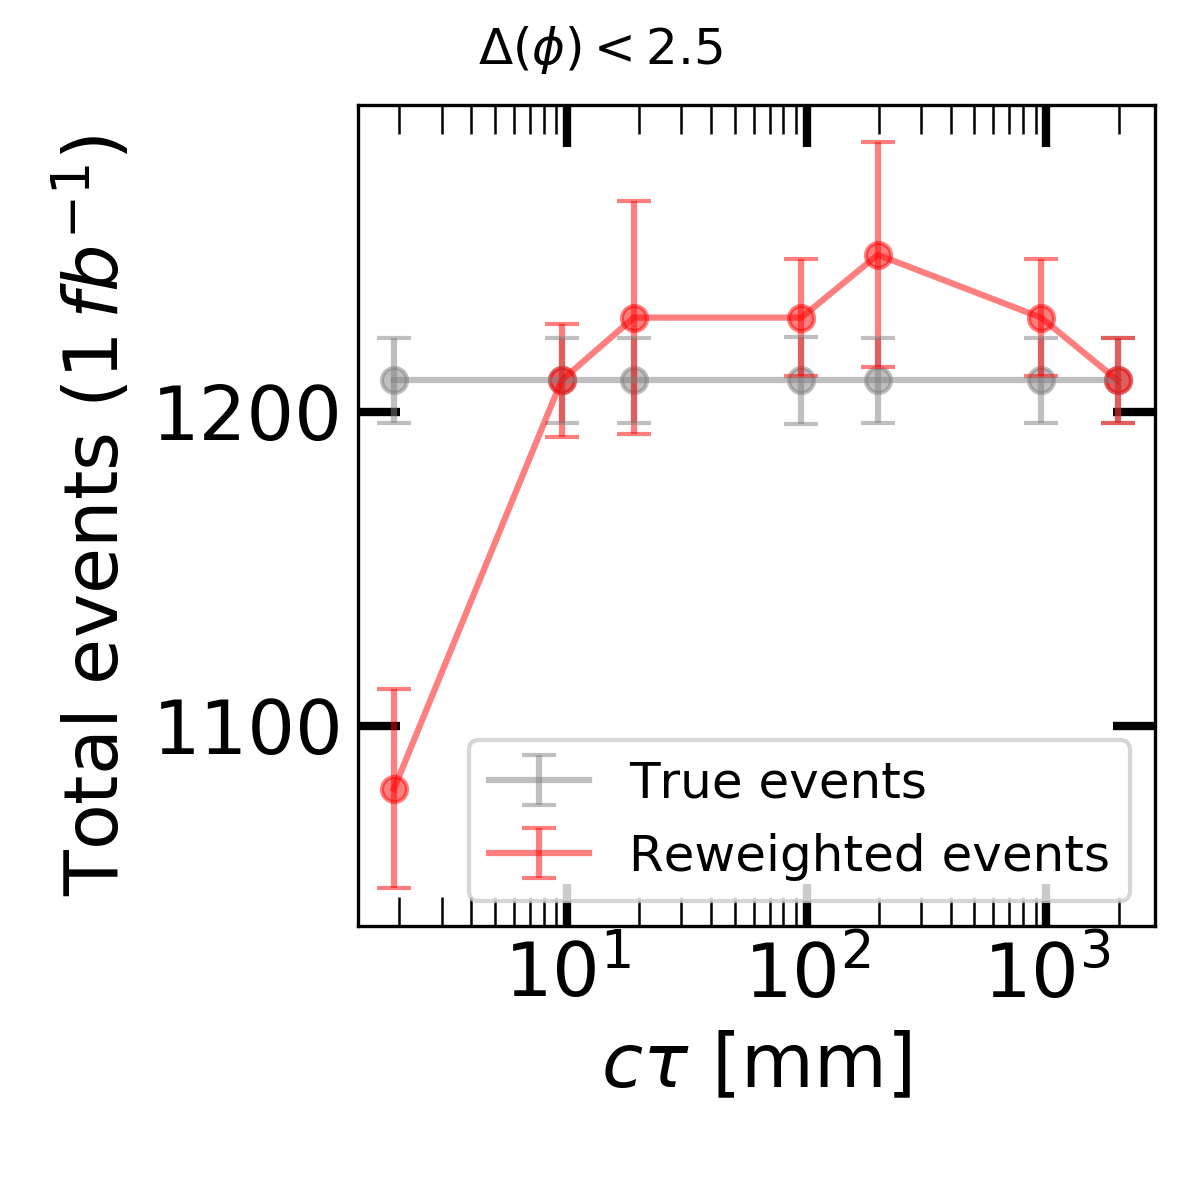 Δ(ϕ) < 2.5
Total events (1 fb⁻¹)
1200
1100
True events
Reweighted events
10¹ 10² 10³
cτ [mm]